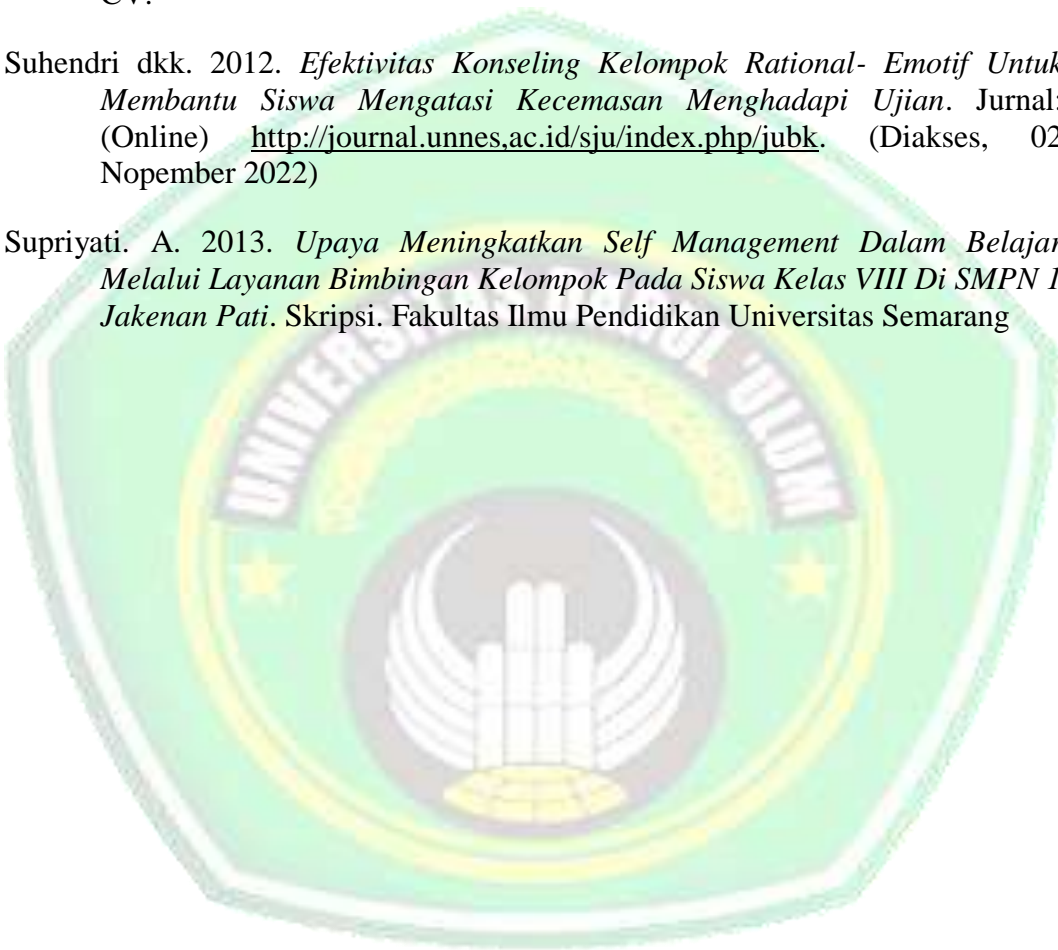 CV.
Suhendri dkk. 2012. Efektivitas Konseling Kelompok Rational- Emotif Untuk
Membantu Siswa Mengatasi Kecemasan Menghadapi Ujian. Jurnal:
(Online) http://journal.unnes,ac.id/sju/index.php/jubk. (Diakses, 02
Nopember 2022)
Supriyati. A. 2013. Upaya Meningkatkan Self Management Dalam Belajar
Melalui Layanan Bimbingan Kelompok Pada Siswa Kelas VIII Di SMPN 1
Jakenan Pati. Skripsi. Fakultas Ilmu Pendidikan Universitas Semarang
UNIVERSITAS DARUL 'ULUM